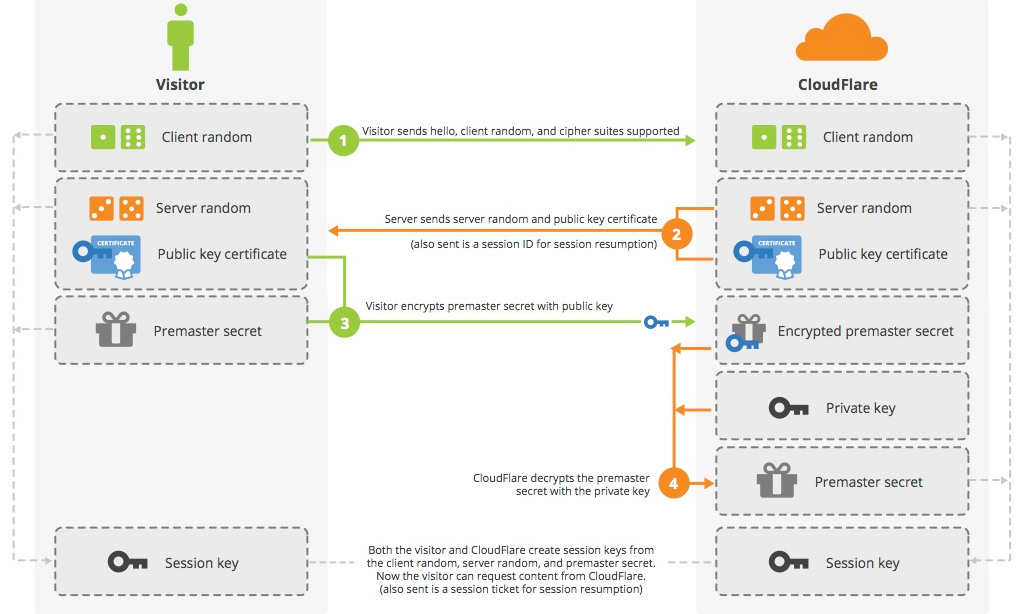 Visitor
CloudFlare
Client random
1
Visitor sends hello, client random, and cipher suites supported
Client random
Server random
CERTIFICATE
Public key certificate
Server sends server random and public key certificate
(also sent is a session ID for session resumption)
2
Server random
CERTIFICATE
Public key certificate
Premaster secret
3
Visitor encrypts premaster secret with public key
Encrypted premaster secret
Private key
CloudFlare decrypts the premaster
secret with the private key
4
Premaster secret
Session key
Both the visitor and CloudFlare create session keys from
the client random, server random, and premaster secret.
Now the visitor can request content from CloudFlare.
(also sent is a session ticket for session resumption)
Session key